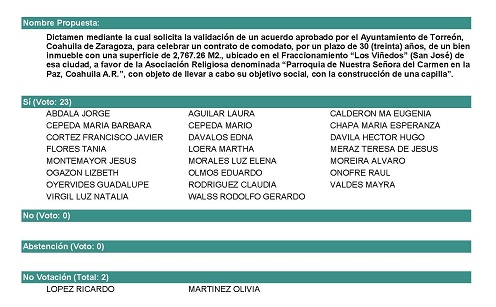 Nombre Propuesta:
Dictamen mediante la cual solicita la validación de un acuerdo aprobado por el Ayuntamiento de Torreón,
Coahuila de Zaragoza, para celebrar un contrato de comodato, por un plazo de 30 (treinta) años, de un bien
inmueble con una superficie de 2,767.26 M2., ubicado en el Fraccionamiento “Los Viñedos” (San José) de
esa ciudad, a favor de la Asociación Religiosa denominada “Parroquia de Nuestra Señora del Carmen en la
Paz, Coahuila A.R.”, con objeto de llevar a cabo su objetivo social, con la construcción de una capilla”.
Sí (Voto: 23)
ABDALA JORGE AGUILAR LAURA CALDERON MA EUGENIA
CEPEDA MARIA BARBARA CEPEDA MARIO CHAPA MARIA ESPERANZA
CORTEZ FRANCISCO JAVIER DAVALOS EDNA DAVILA HECTOR HUGO
FLORES TANIA LOERA MARTHA MERAZ TERESA DE JESUS
MONTEMAYOR JESUS MORALES LUZ ELENA MOREIRA ALVARO
OGAZON LIZBETH OLMOS EDUARDO ONOFRE RAUL
OYERVIDES GUADALUPE RODRIGUEZ CLAUDIA VALDES MAYRA
VIRGIL LUZ NATALIA WALSS RODOLFO GERARDO
No (Voto: 0)
Abstención (Voto: 0)
No Votación (Total: 2)
LOPEZ RICARDO MARTINEZ OLIVIA